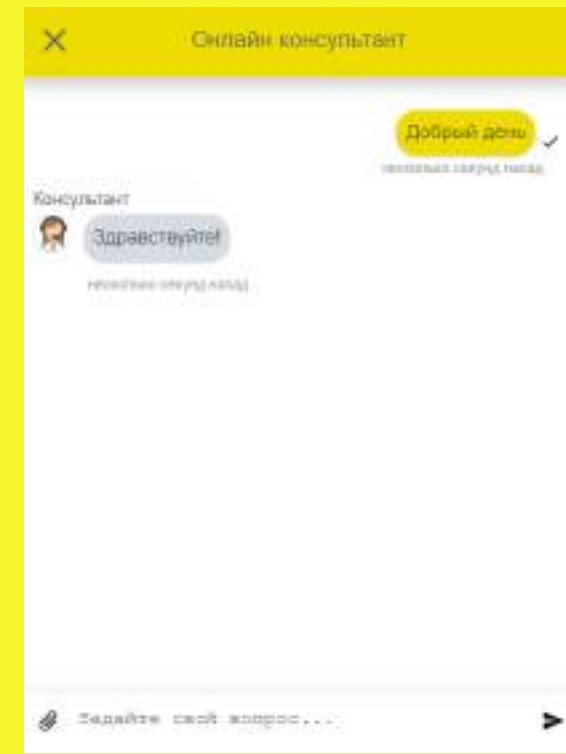 Онлайн консультант
Добрый день
несколько секунд назад
Консультант
Здравствуйте!
несколько секунд назад
Задайте свой вопрос...